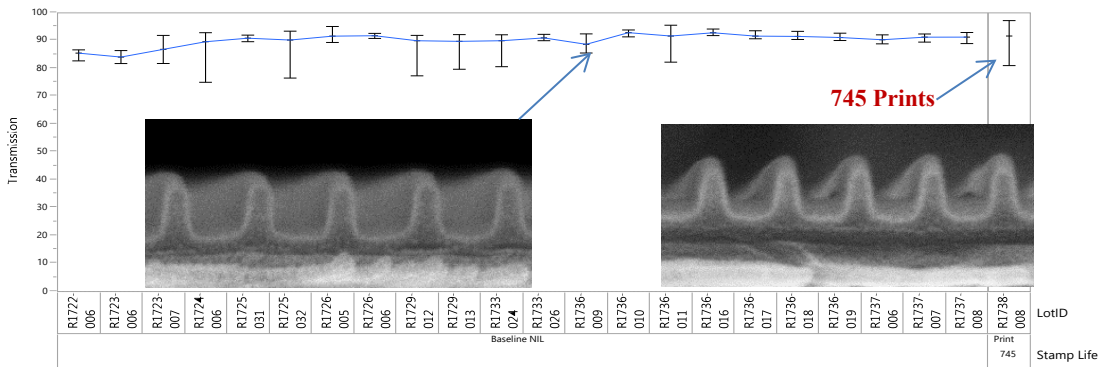 100
90
80
70
60
50
40
30
20
10
0
Transmission
745 Prints
R1722-006
R1723-006
R1723-007
R1724-006
R1725-031
R1725-032
R1726-005
R1726-006
R1729-012
R1729-013
R1733-024
R1733-026
R1736-009
R1736-010
R1736-011
R1736-016
R1736-017
R1736-018
R1736-019
R1737-006
R1737-007
R1737-008
R1738-008
LotID
Baseline NIL
Print
745
Stamp Life